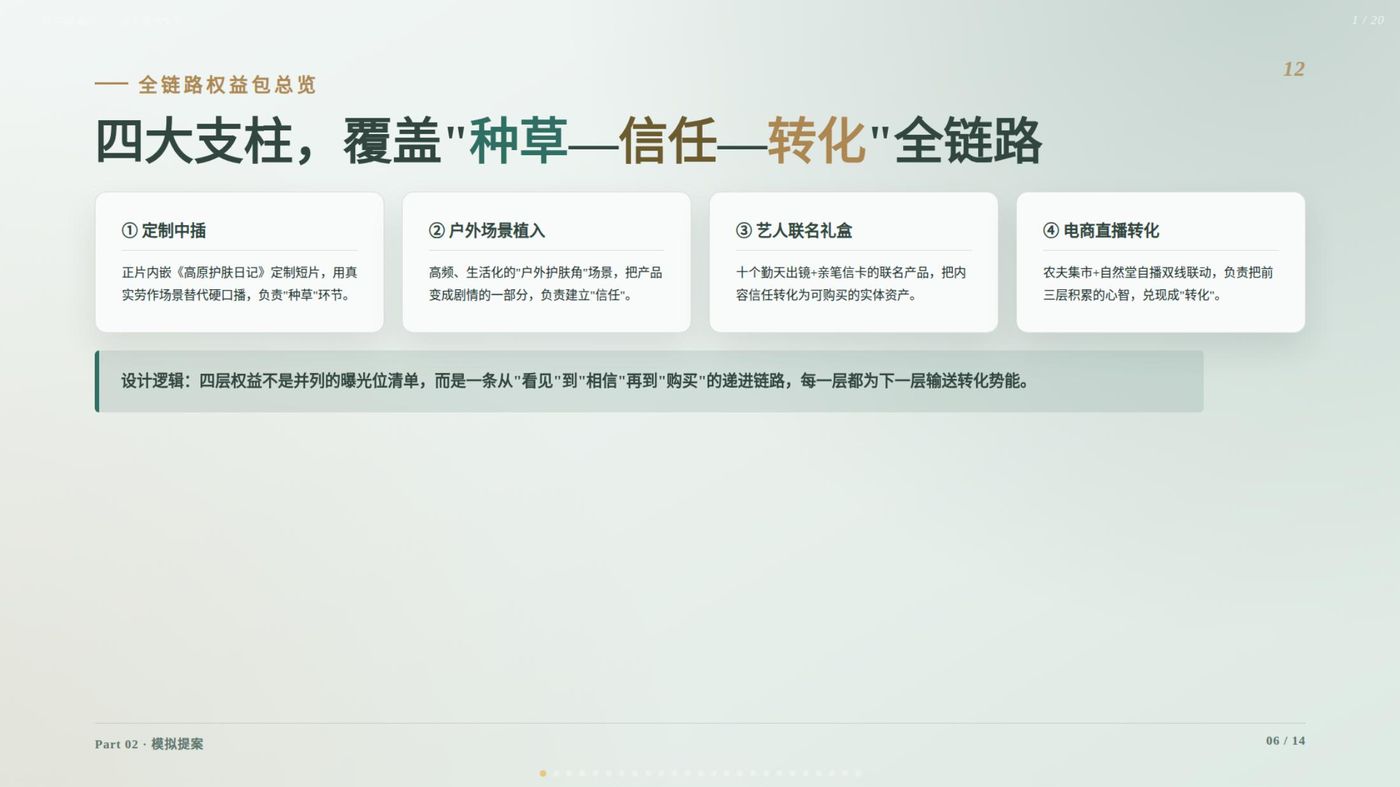 1 / 20
全链路权益包总览
12
四大支柱，覆盖"种草—信任—转化"全链路
① 定制中插
正片内嵌《高原护肤日记》定制短片，用真
实劳作场景替代硬口播，负责"种草"环节。
② 户外场景植入
高频、生活化的"户外护肤角"场景，把产品
变成剧情的一部分，负责建立"信任"。
③ 艺人联名礼盒
十个勤天出镜+亲笔信卡的联名产品，把内
容信任转化为可购买的实体资产。
④ 电商直播转化
农夫集市+自然堂自播双线联动，负责把前
三层积累的心智，兑现成"转化"。
设计逻辑：四层权益不是并列的曝光位清单，而是一条从"看见"到"相信"再到"购买"的递进链路，每一层都为下一层输送转化势能。
Part 02 · 模拟提案
06 / 14